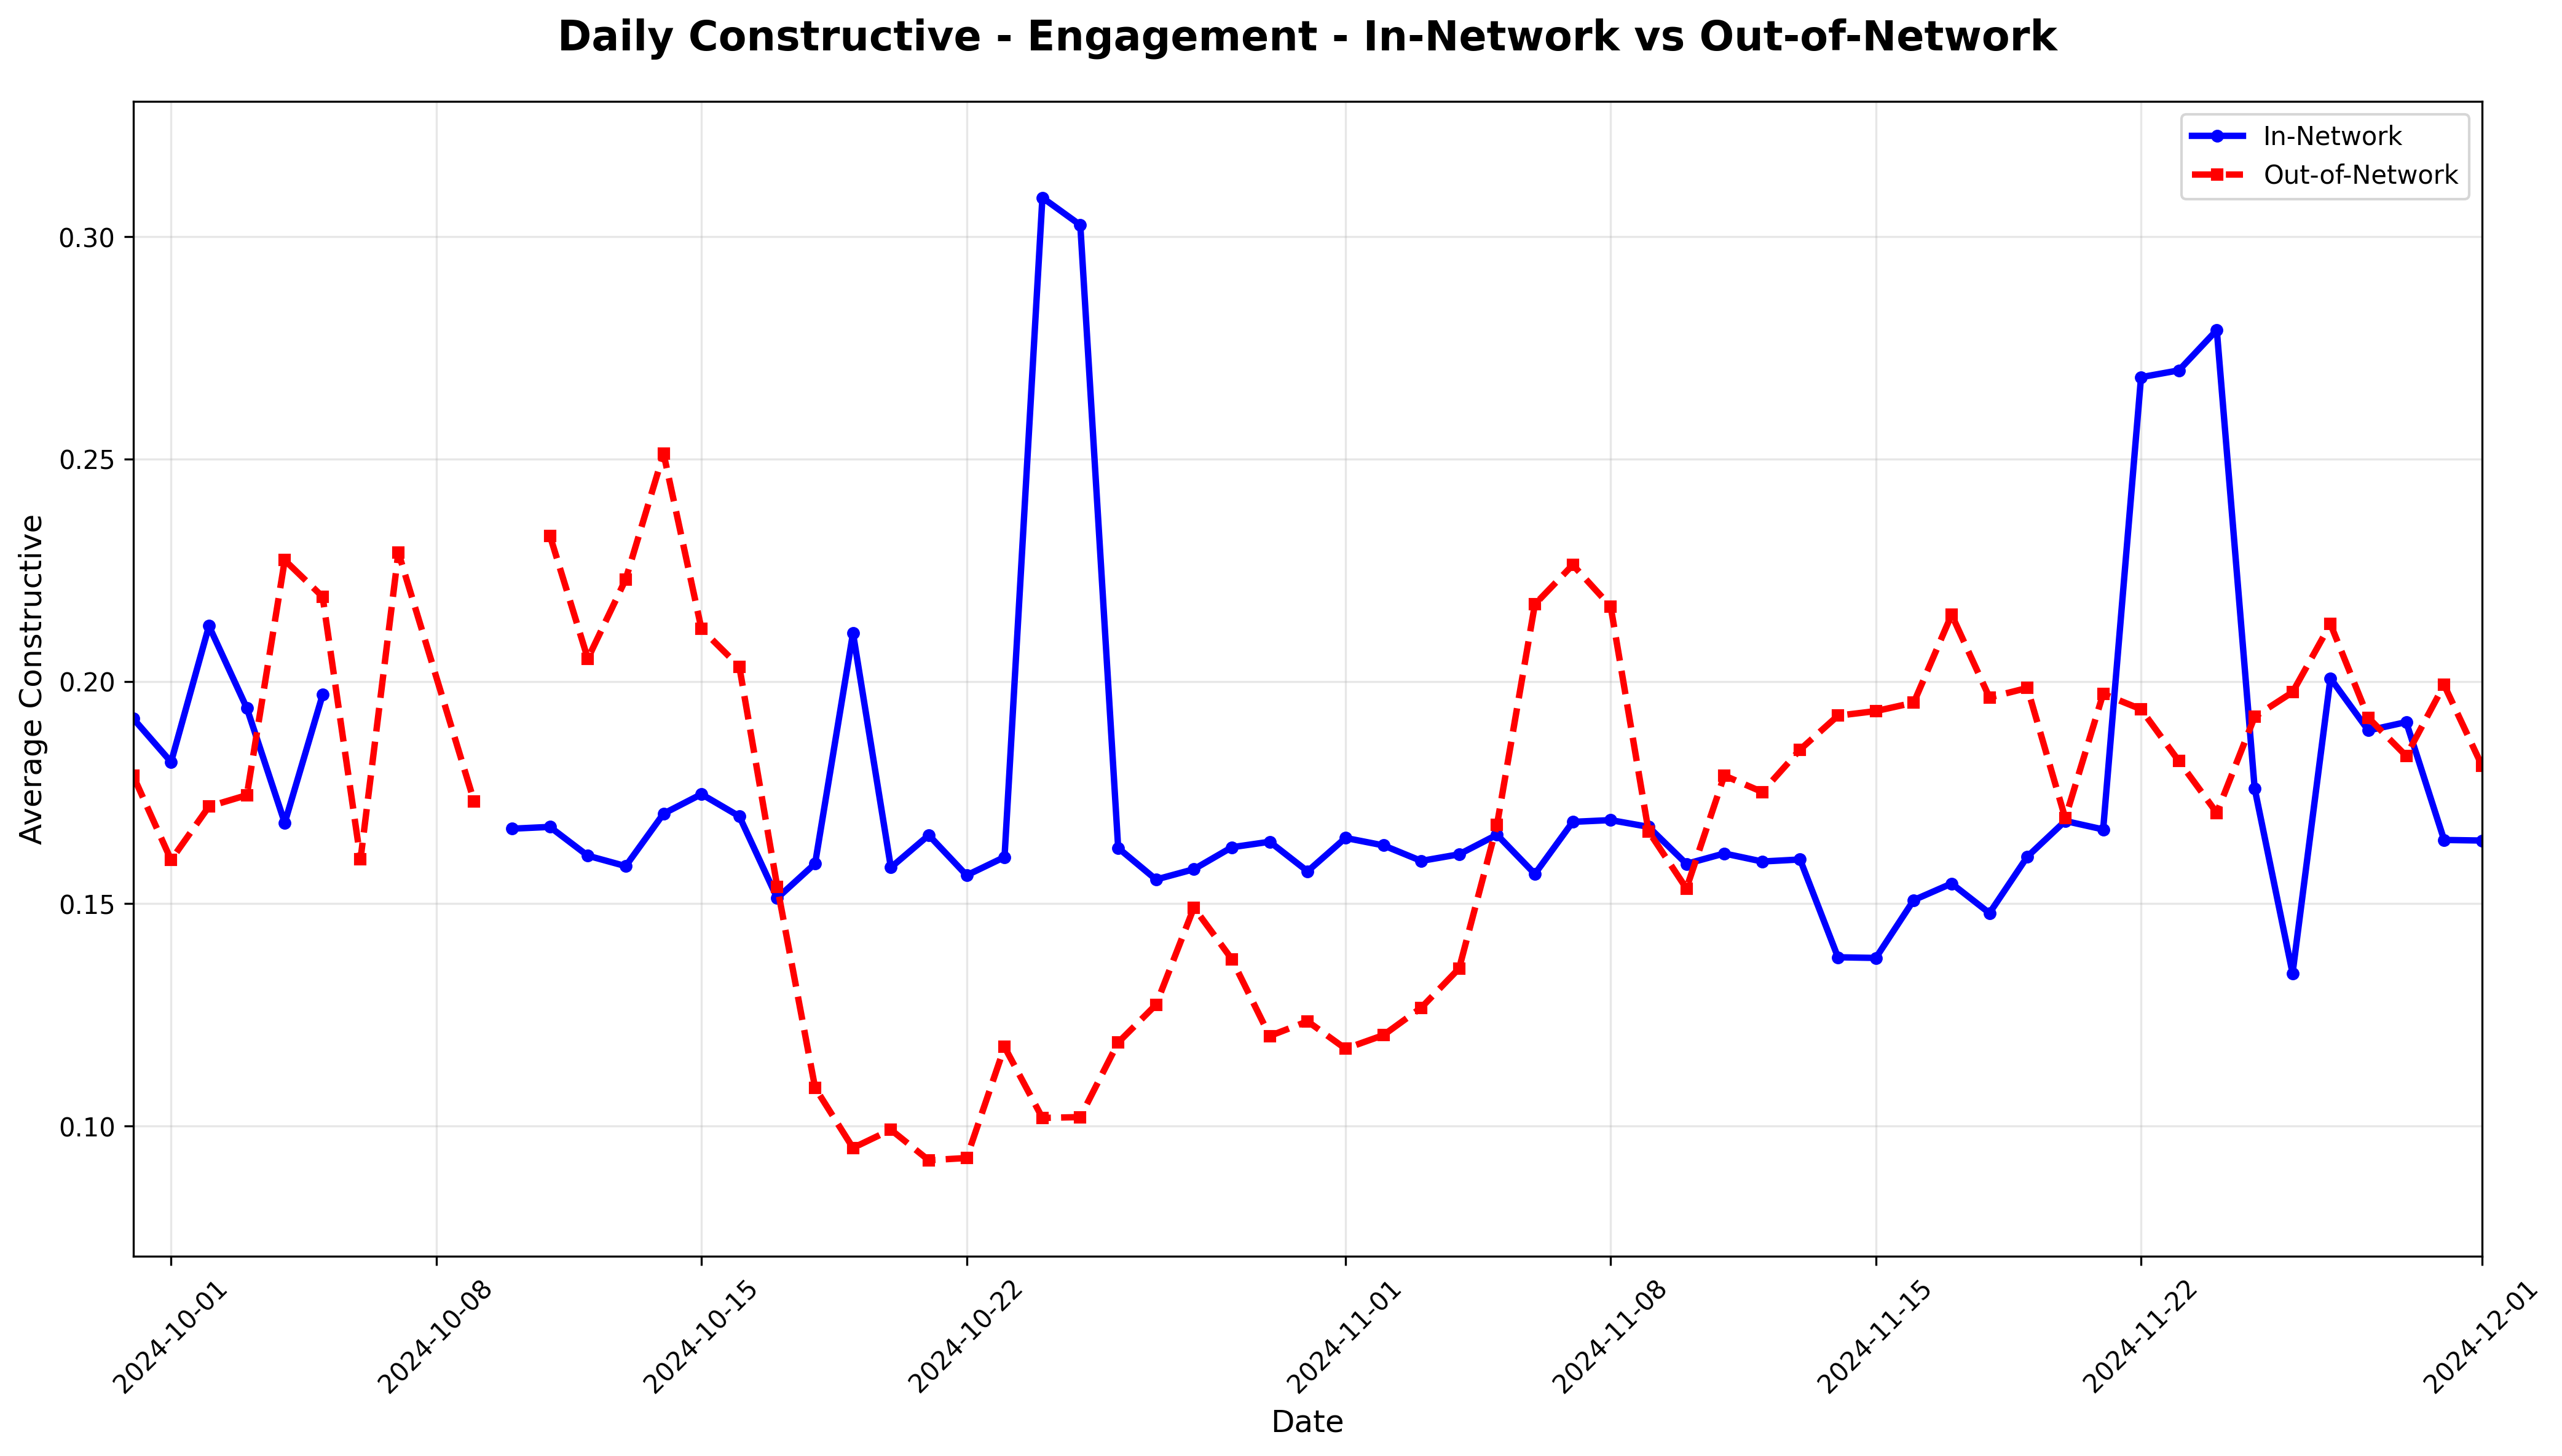 Daily Constructive - Engagement - In-Network vs Out-of-Network
In-Network
Out-of-Network
Average Constructive
0.30
0.25
0.20
0.15
0.10
2024-10-01
2024-10-08
2024-10-15
2024-10-22
2024-11-01
2024-11-08
2024-11-15
2024-11-22
2024-12-01
Date